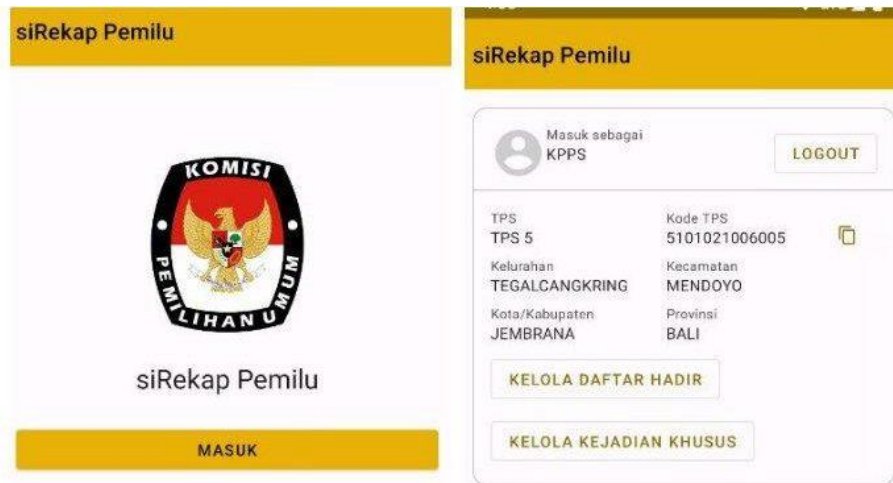 siRekap Pemilu
KOMISI
PEMILIHAN UMUM
siRekap Pemilu
MASUK
siRekap Pemilu
Masuk sebagai
KPPS
LOGOUT
TPS
Kode TPS
TPS 5
5101021006005
Kelurahan
Kecamatan
TEGALCANGKRING
MENDOYO
Kota/Kabupaten
Provinsi
JEMBRANA
BALI
KELOLA DAFTAR HADIR
KELOLA KEJADIAN KHUSUS